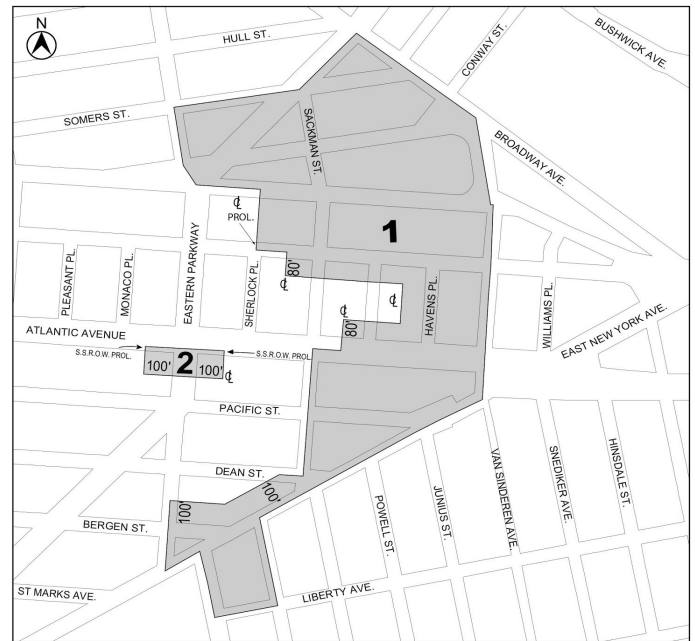 N
HULL ST.
CONWAY ST.
BUSHWICK AVE.
SOMERS ST.
SACKMAN ST.
BROADWAY AVE.
℄
PROL.
1
PLEASANT PL.
MONACO PL.
EASTERN PARKWAY
SHERLOCK PL.
80'
℄
℄
℄
80'
HAVENS PL.
WILLIAMS PL.
EAST NEW YORK AVE.
ATLANTIC AVENUE
S.S.R.O.W. PROL.
S.S.R.O.W. PROL
100'
2
100'
℄
PACIFIC ST.
DEAN ST.
100'
100'
BERGEN ST.
POWELL ST.
JUNIUS ST.
VAN SINDEREN AVE.
SNEDIKER AVE.
HINSDALE ST.
ST MARKS AVE.
LIBERTY AVE.